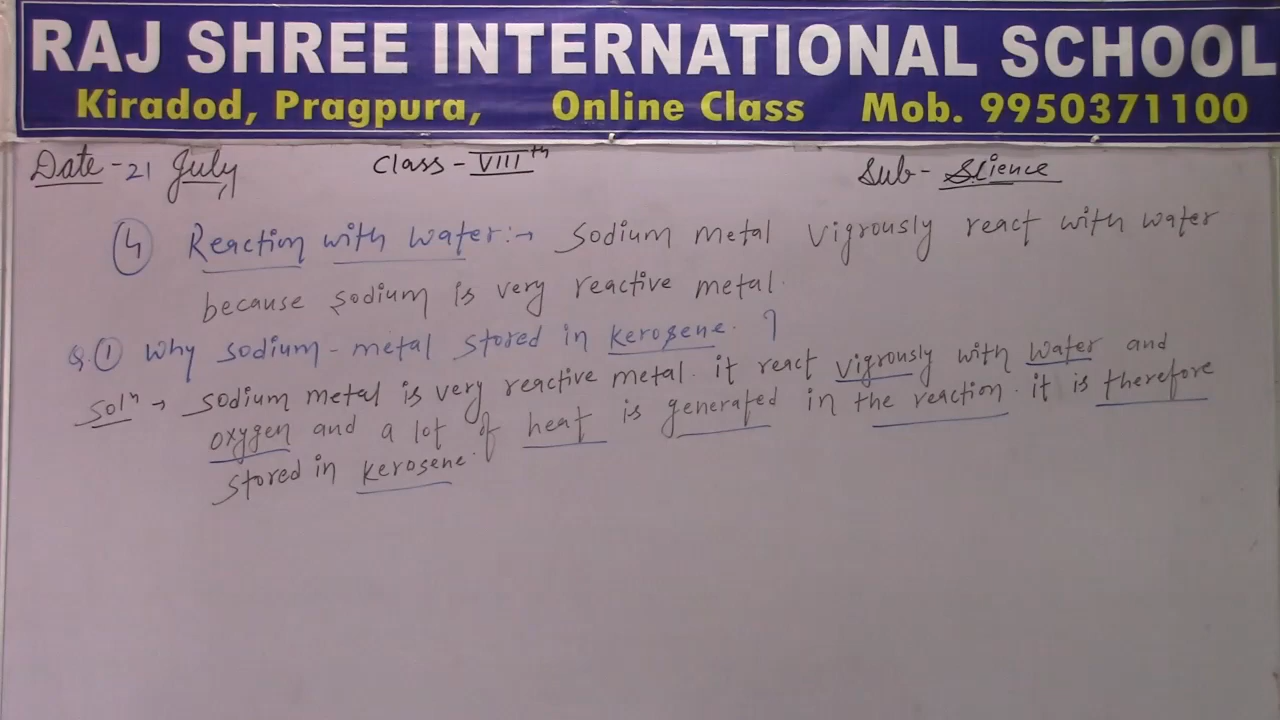 RAJ SHREE INTERNATIONAL SCHOOL
Kiradod, Pragpura, Online Class Mob. 9950371100
Date - 21 July, Class - VIIIth Sub - Science
4 Reaction with water:→ Sodium metal vigrously react with water
because sodium is very reactive metal.
Q.① Why sodium - metal stored in kerosene. ?
Solⁿ → Sodium metal is very reactive metal. it react vigrously with water and
oxygen and a lot of heat is generated in the reaction. it is therefore
stored in kerosene.